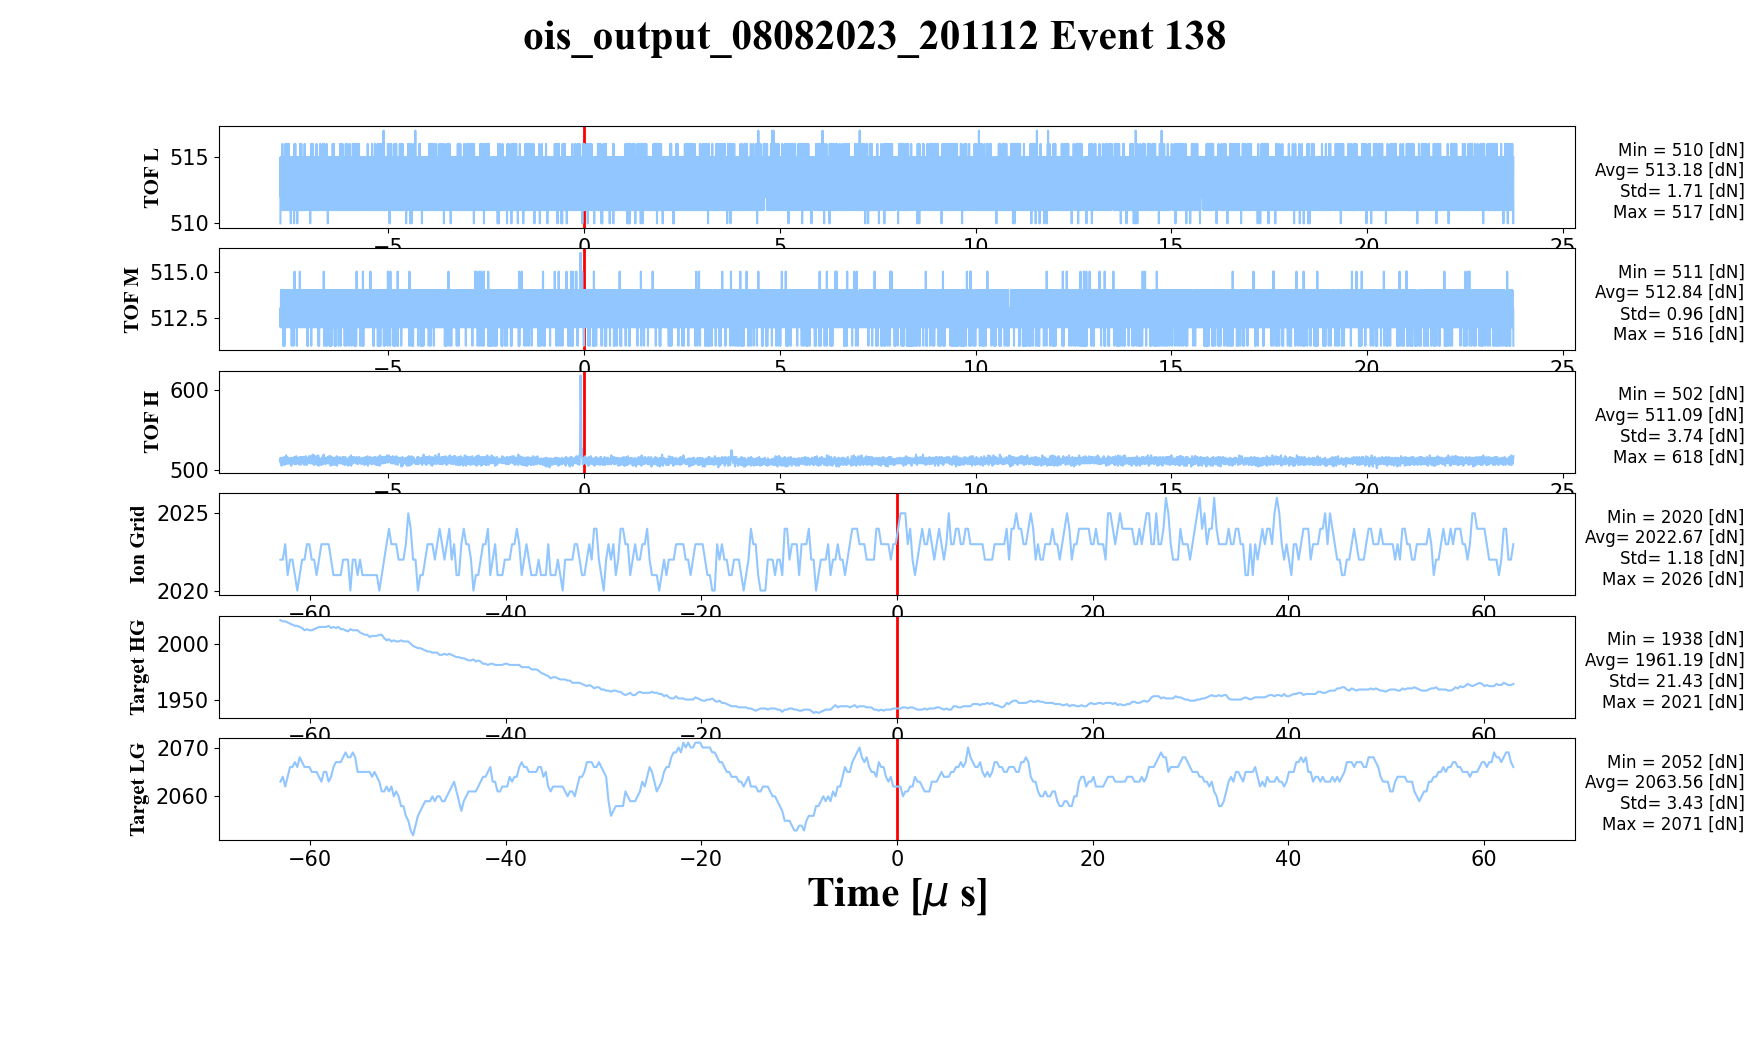 ois_output_08082023_201112 Event 138
TOF L
515
510
−5
0
5
10
15
20
25
Min = 510 [dN]
Avg= 513.18 [dN]
Std= 1.71 [dN]
Max = 517 [dN]
TOF M
515.0
512.5
−5
0
5
10
15
20
25
Min = 511 [dN]
Avg= 512.84 [dN]
Std= 0.96 [dN]
Max = 516 [dN]
TOF H
600
500
−5
0
5
10
15
20
25
Min = 502 [dN]
Avg= 511.09 [dN]
Std= 3.74 [dN]
Max = 618 [dN]
Ion Grid
2025
2020
−60
−40
−20
0
20
40
60
Min = 2020 [dN]
Avg= 2022.67 [dN]
Std= 1.18 [dN]
Max = 2026 [dN]
Target HG
2000
1950
−60
−40
−20
0
20
40
60
Min = 1938 [dN]
Avg= 1961.19 [dN]
Std= 21.43 [dN]
Max = 2021 [dN]
Target LG
2070
2060
−60
−40
−20
0
20
40
60
Min = 2052 [dN]
Avg= 2063.56 [dN]
Std= 3.43 [dN]
Max = 2071 [dN]
Time [μ s]